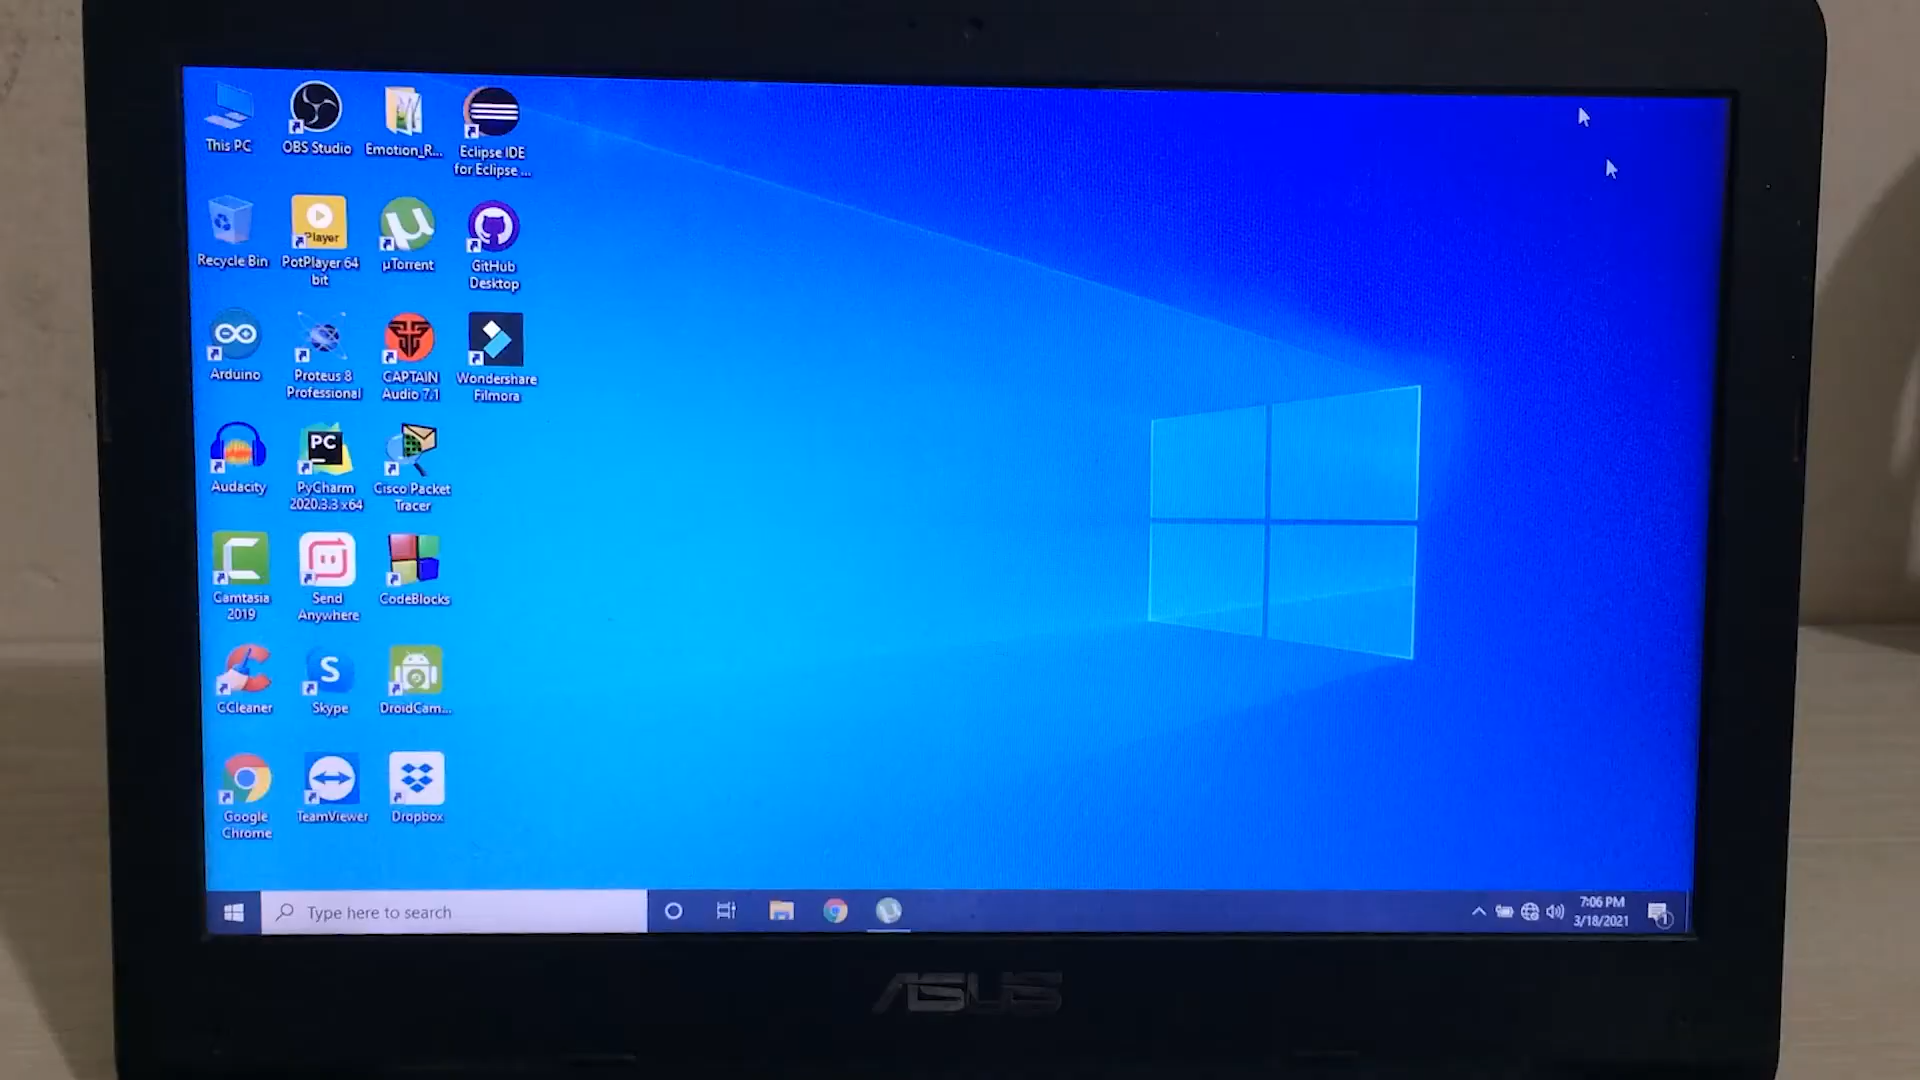 This PC
OBS Studio
Emotion_R...
Eclipse IDE
for Eclipse ...
Recycle Bin
Player
PotPlayer 64
bit
µ
µTorrent
GitHub
Desktop
Arduino
Proteus 8
Professional
CAPTAIN
Audio 7.1
Wondershare
Filmora
Audacity
PC
PyCharm
2020.3.3 x64
Cisco Packet
Tracer
Camtasia
2019
Send
Anywhere
CodeBlocks
CCleaner
S
Skype
DroidCam...
Google
Chrome
TeamViewer
Dropbox
Type here to search
7:06 PM
3/18/2021
1
ASUS